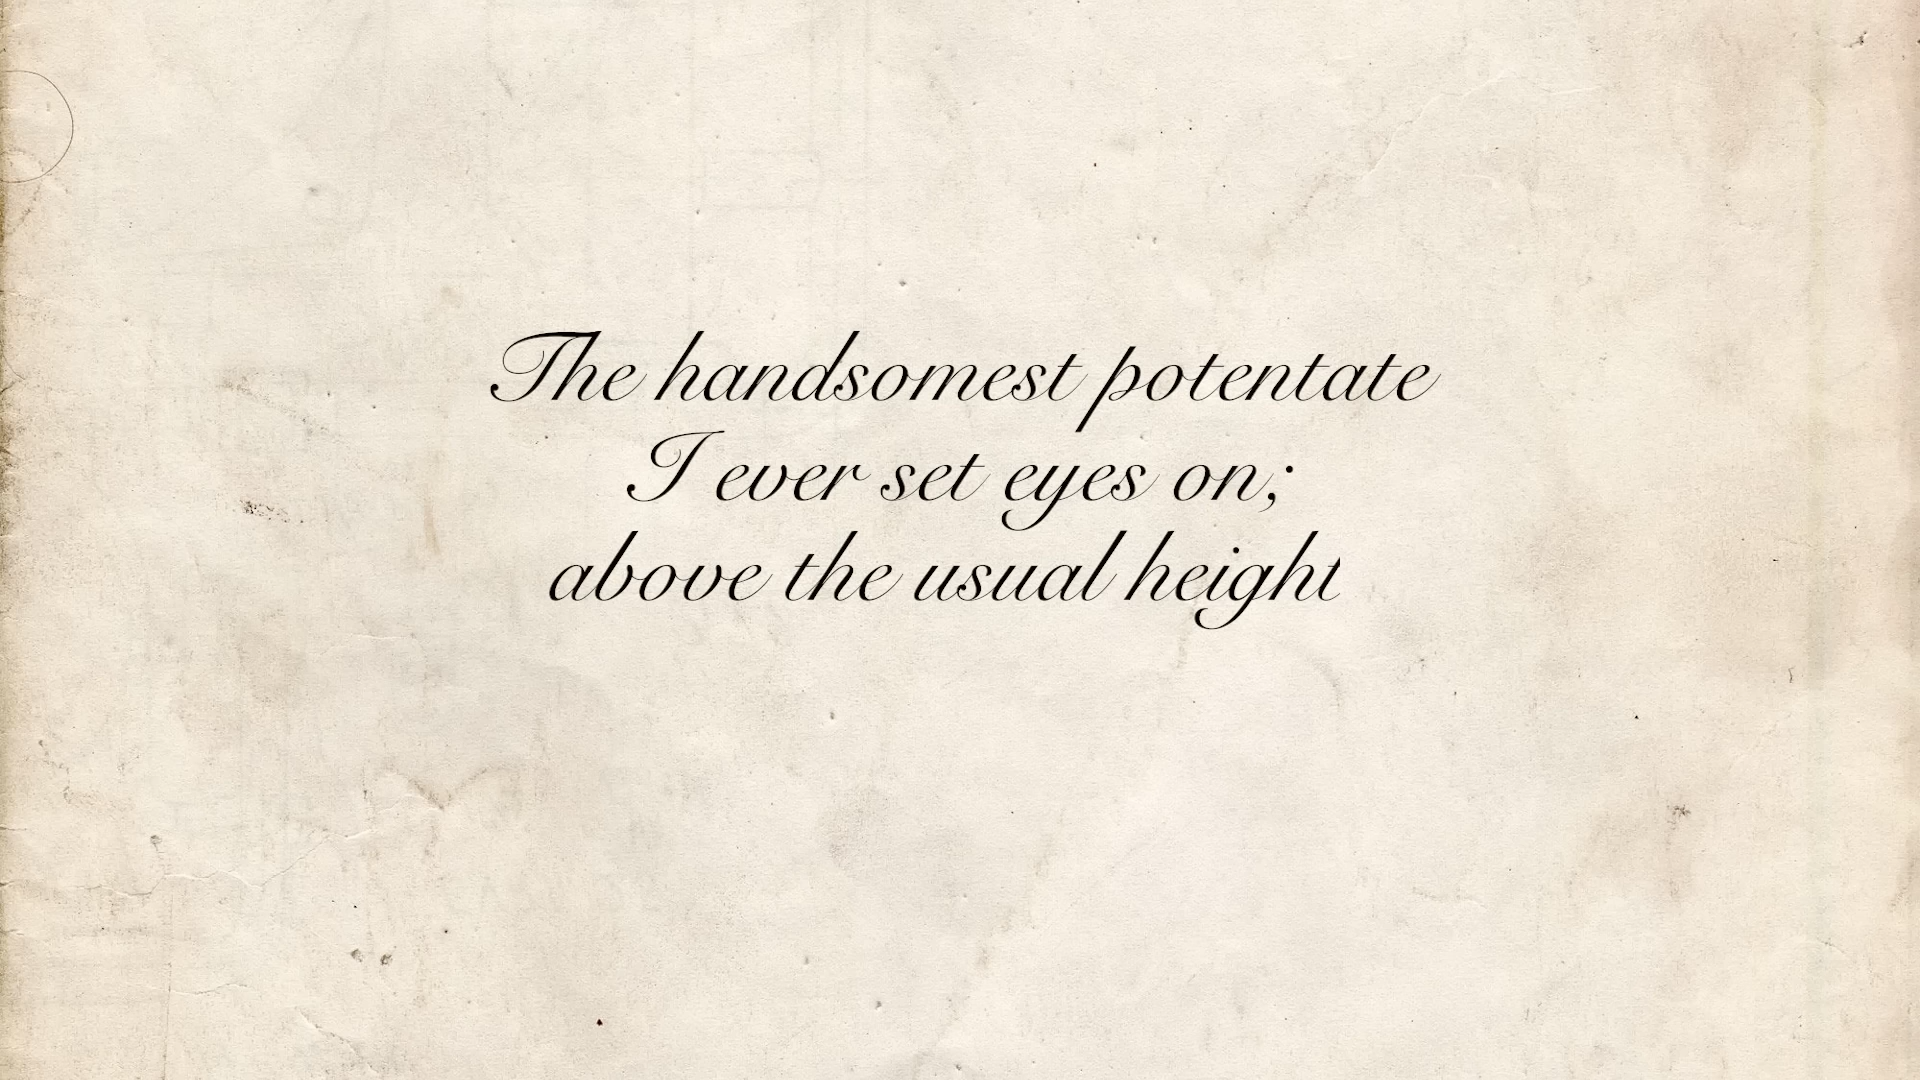 The handsomest potentate
I ever set eyes on;
above the usual height